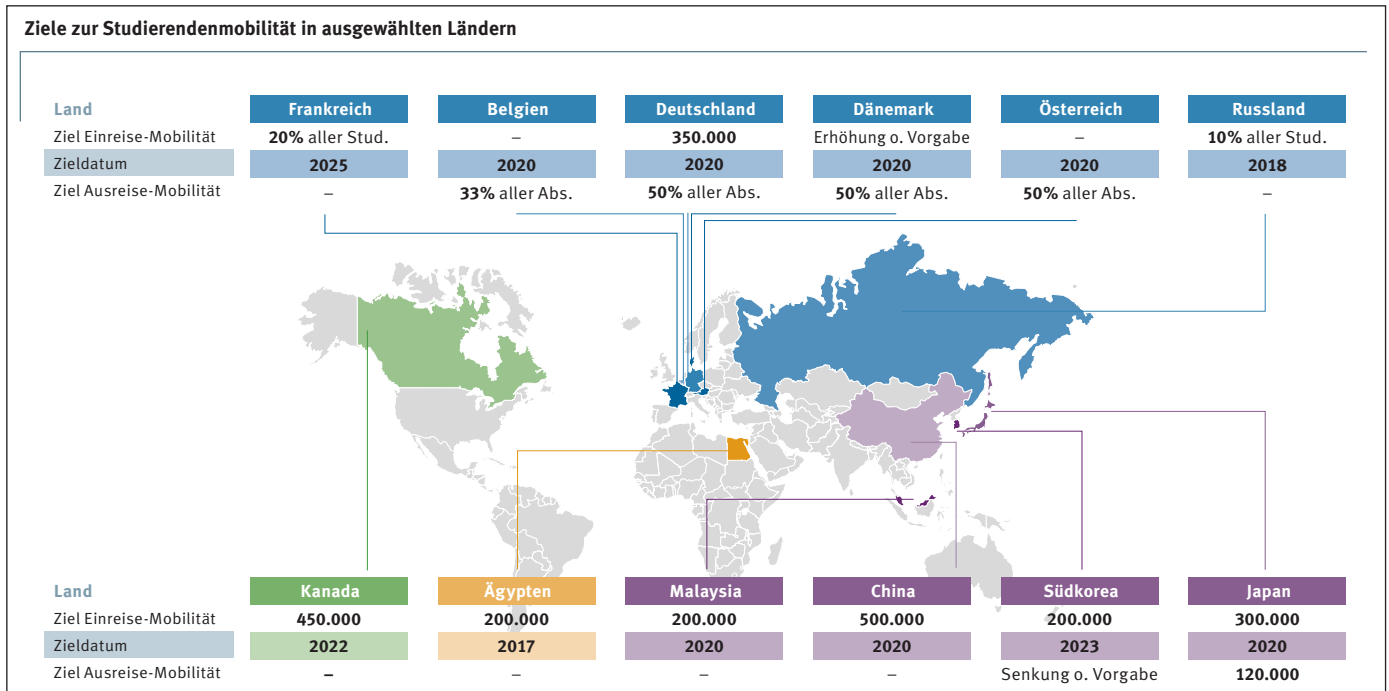 Ziele zur Studierendenmobilität in ausgewählten Ländern
Land Frankreich Belgien Deutschland Dänemark Österreich Russland
Ziel Einreise-Mobilität 20% aller Stud. – 350.000 Erhöhung o. Vorgabe – 10% aller Stud.
Zieldatum 2025 2020 2020 2020 2020 2018
Ziel Ausreise-Mobilität – 33% aller Abs. 50% aller Abs. 50% aller Abs. 50% aller Abs. –
Land Kanada Ägypten Malaysia China Südkorea Japan
Ziel Einreise-Mobilität 450.000 200.000 200.000 500.000 200.000 300.000
Zieldatum 2022 2017 2020 2020 2023 2020
Ziel Ausreise-Mobilität – – – – Senkung o. Vorgabe 120.000